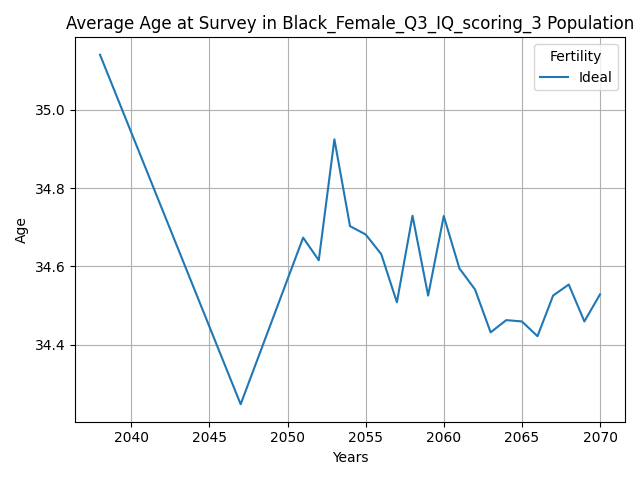 Average Age at Survey in Black_Female_Q3_IQ_scoring_3 Population
Fertility
Ideal
35.0
34.8
34.6
34.4
Age
2040 2045 2050 2055 2060 2065 2070
Years